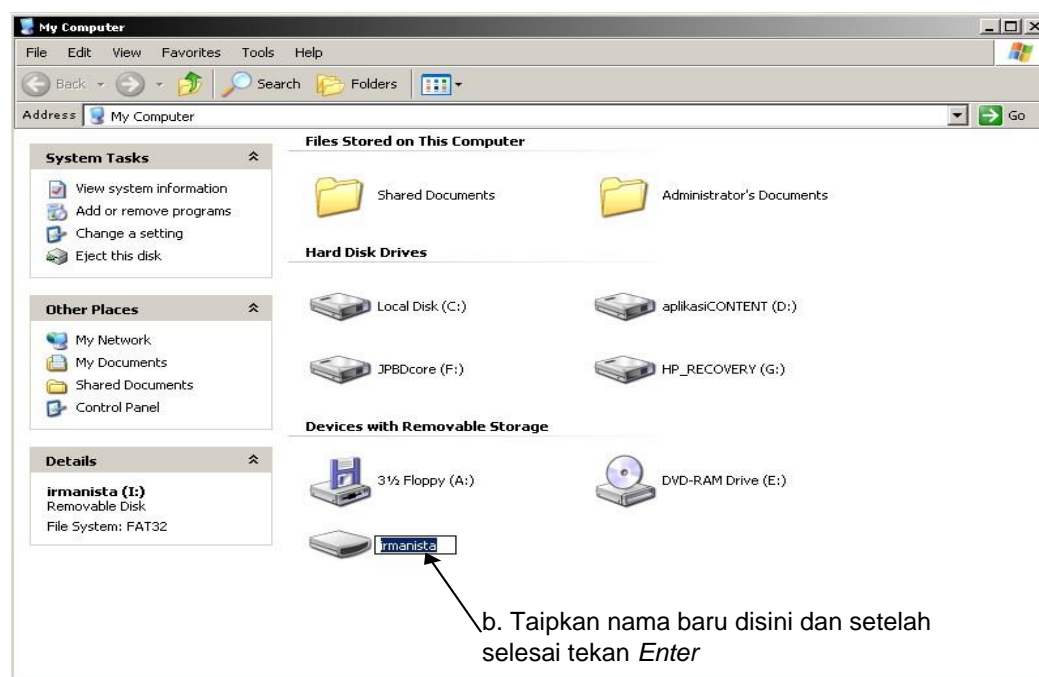 My Computer
File Edit View Favorites Tools Help
Back Search Folders
Address My Computer Go
System Tasks
View system information
Add or remove programs
Change a setting
Eject this disk
Other Places
My Network
My Documents
Shared Documents
Control Panel
Details
irmanista (I:)
Removable Disk
File System: FAT32
Files Stored on This Computer
Shared Documents Administrator's Documents
Hard Disk Drives
Local Disk (C:) aplikasiCONTENT (D:)
JPBDcore (F:) HP_RECOVERY (G:)
Devices with Removable Storage
3½ Floppy (A:) DVD-RAM Drive (E:)
irmanista
b. Taipkan nama baru disini dan setelah
selesai tekan Enter